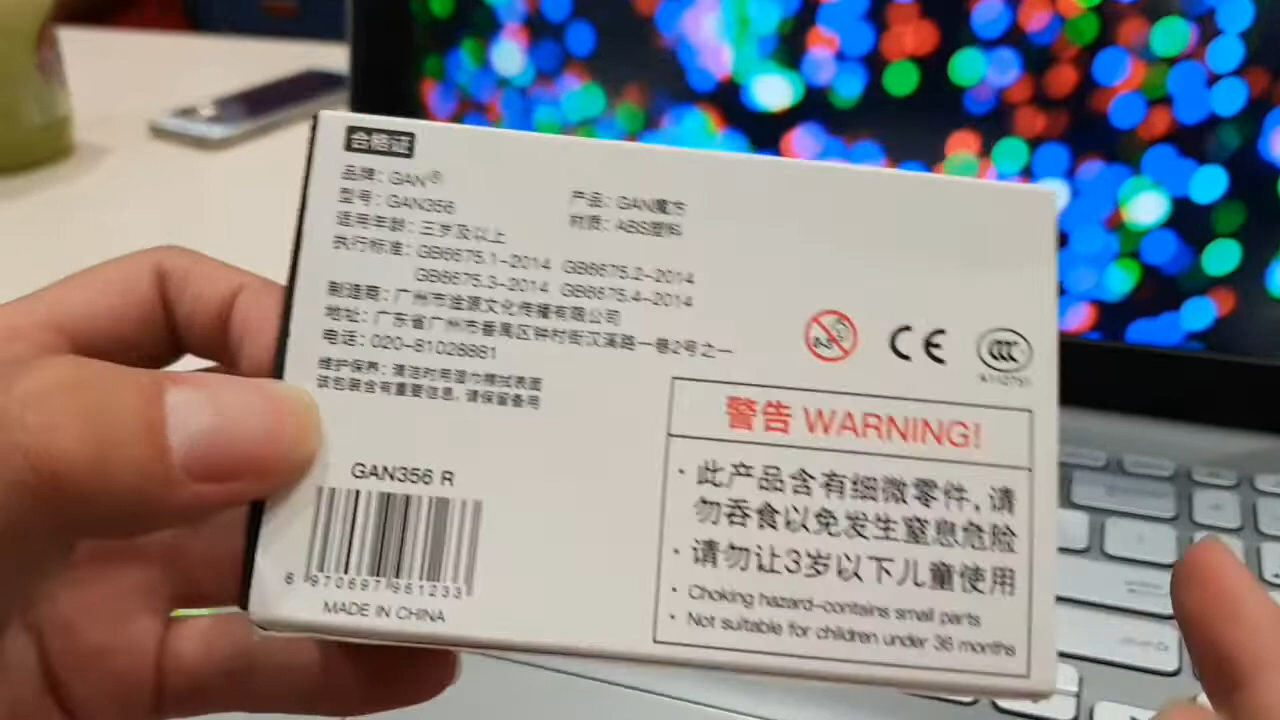 合格证
品牌：GAN®
型号：GAN356
产品：GAN魔方
适用年龄：三岁及以上
材质：ABS塑料
执行标准：GB6675.1-2014 GB6675.2-2014
GB6675.3-2014 GB6675.4-2014
制造商：广州市淦源文化传播有限公司
地址：广东省广州市番禺区钟村街汉溪路一巷2号之一
电话：020-81028881
维护保养：清洁时用湿巾擦拭表面
该包装含有重要信息，请保留备用
0-3
CE
CCC
警告 WARNING!
· 此产品含有细微零件，请
勿吞食以免发生窒息危险
· 请勿让3岁以下儿童使用
· Choking hazard-contains small parts
· Not suitable for children under 36 months
GAN356 R
6 970697 961233
MADE IN CHINA